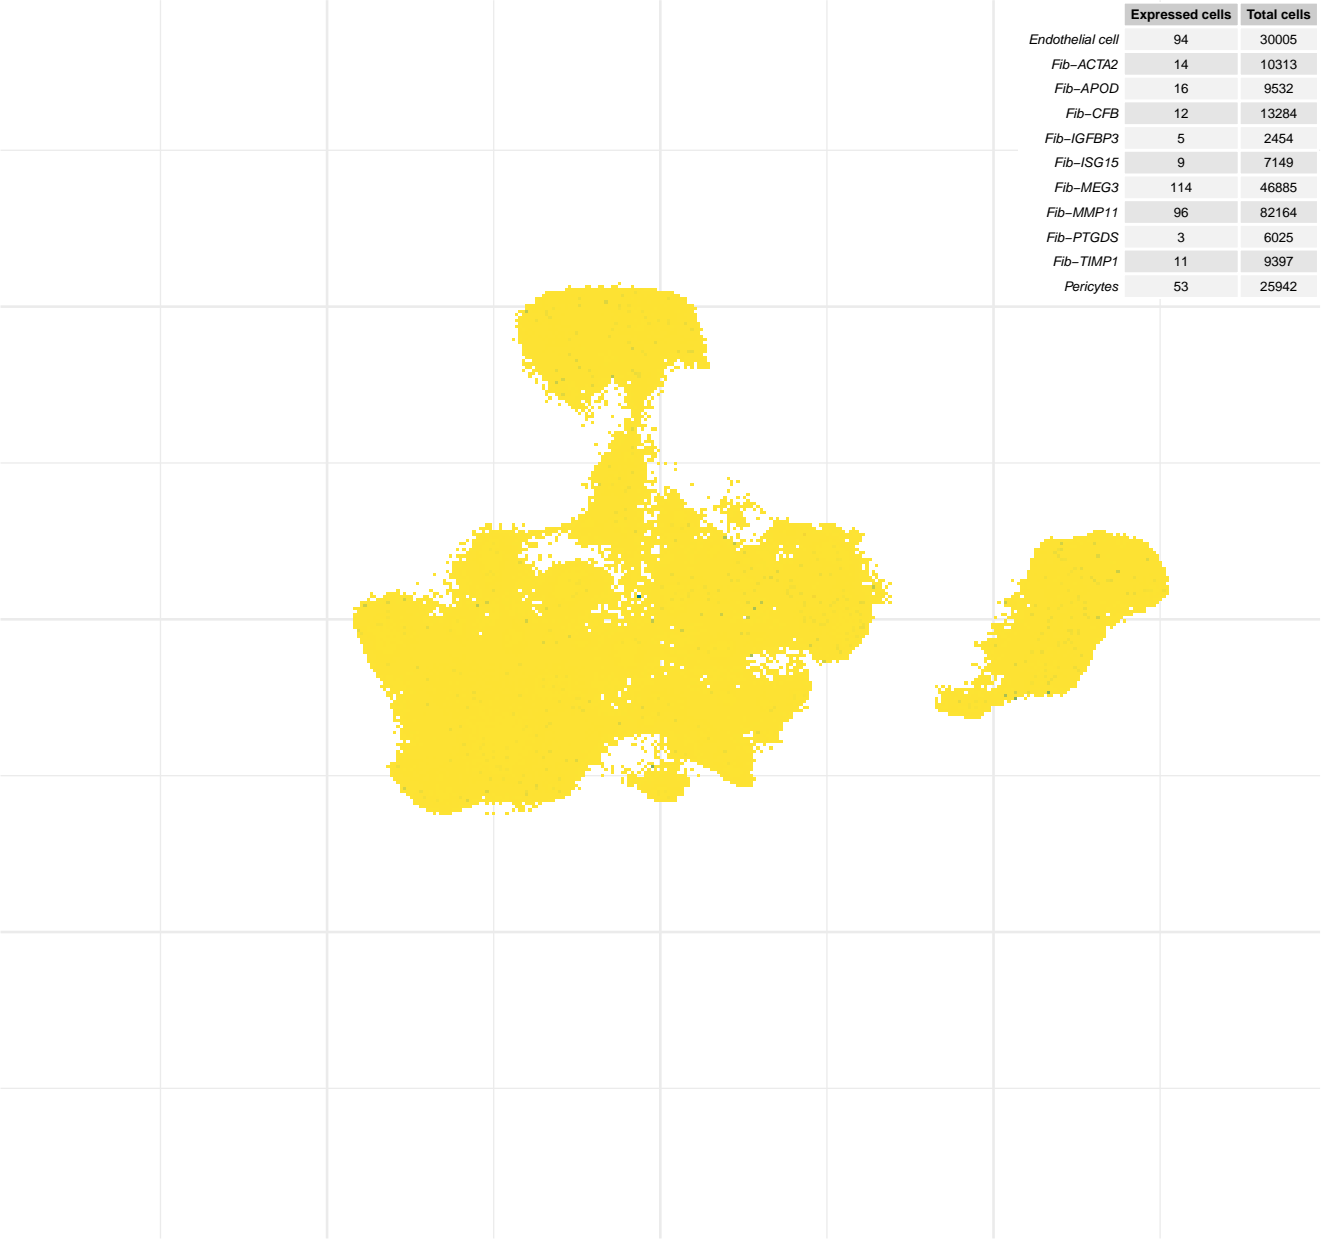 Expressed cells Total cells
Endothelial cell 94 30005
Fib−ACTA2 14 10313
Fib−APOD 16 9532
Fib−CFB 12 13284
Fib−IGFBP3 5 2454
Fib−ISG15 9 7149
Fib−MEG3 114 46885
Fib−MMP11 96 82164
Fib−PTGDS 3 6025
Fib−TIMP1 11 9397
Pericytes 53 25942